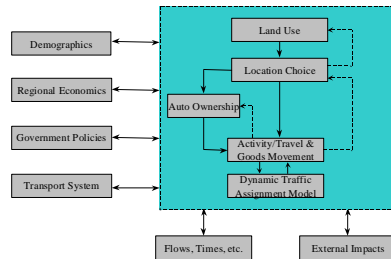 Demographics
Regional Economics
Government Policies
Transport System
Land Use
Location Choice
Auto Ownership
Activity/Travel
& Goods Movement
Dynamic Traffic
Assignment Model
Flows, Times, etc.
External Impacts